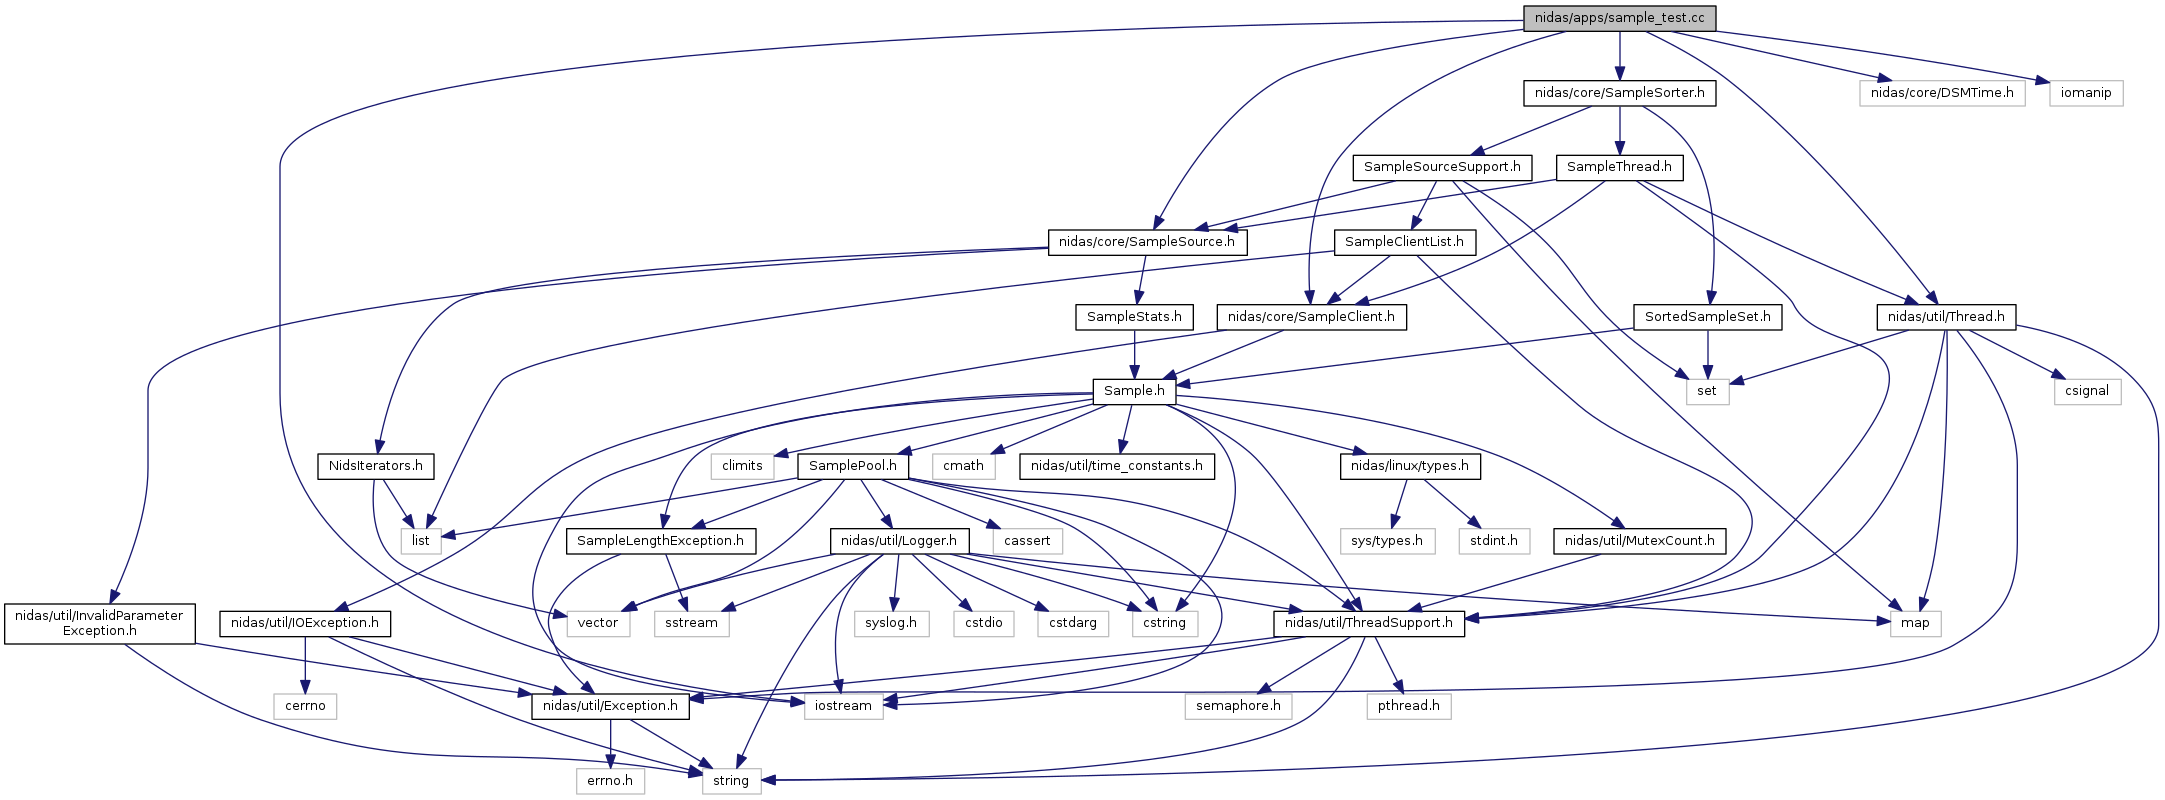 nidas/apps/sample_test.cc
nidas/core/SampleSorter.h
nidas/core/DSMTime.h
iomanip
SampleSourceSupport.h
SampleThread.h
nidas/core/SampleSource.h
SampleClientList.h
SampleStats.h
nidas/core/SampleClient.h
SortedSampleSet.h
nidas/util/Thread.h
Sample.h
set
csignal
NidsIterators.h
climits
SamplePool.h
cmath
nidas/util/time_constants.h
nidas/linux/types.h
list
SampleLengthException.h
nidas/util/Logger.h
cassert
sys/types.h
stdint.h
nidas/util/MutexCount.h
nidas/util/InvalidParameter
Exception.h
nidas/util/IOException.h
vector
sstream
syslog.h
cstdio
cstdarg
cstring
nidas/util/ThreadSupport.h
map
cerrno
nidas/util/Exception.h
iostream
semaphore.h
pthread.h
errno.h
string